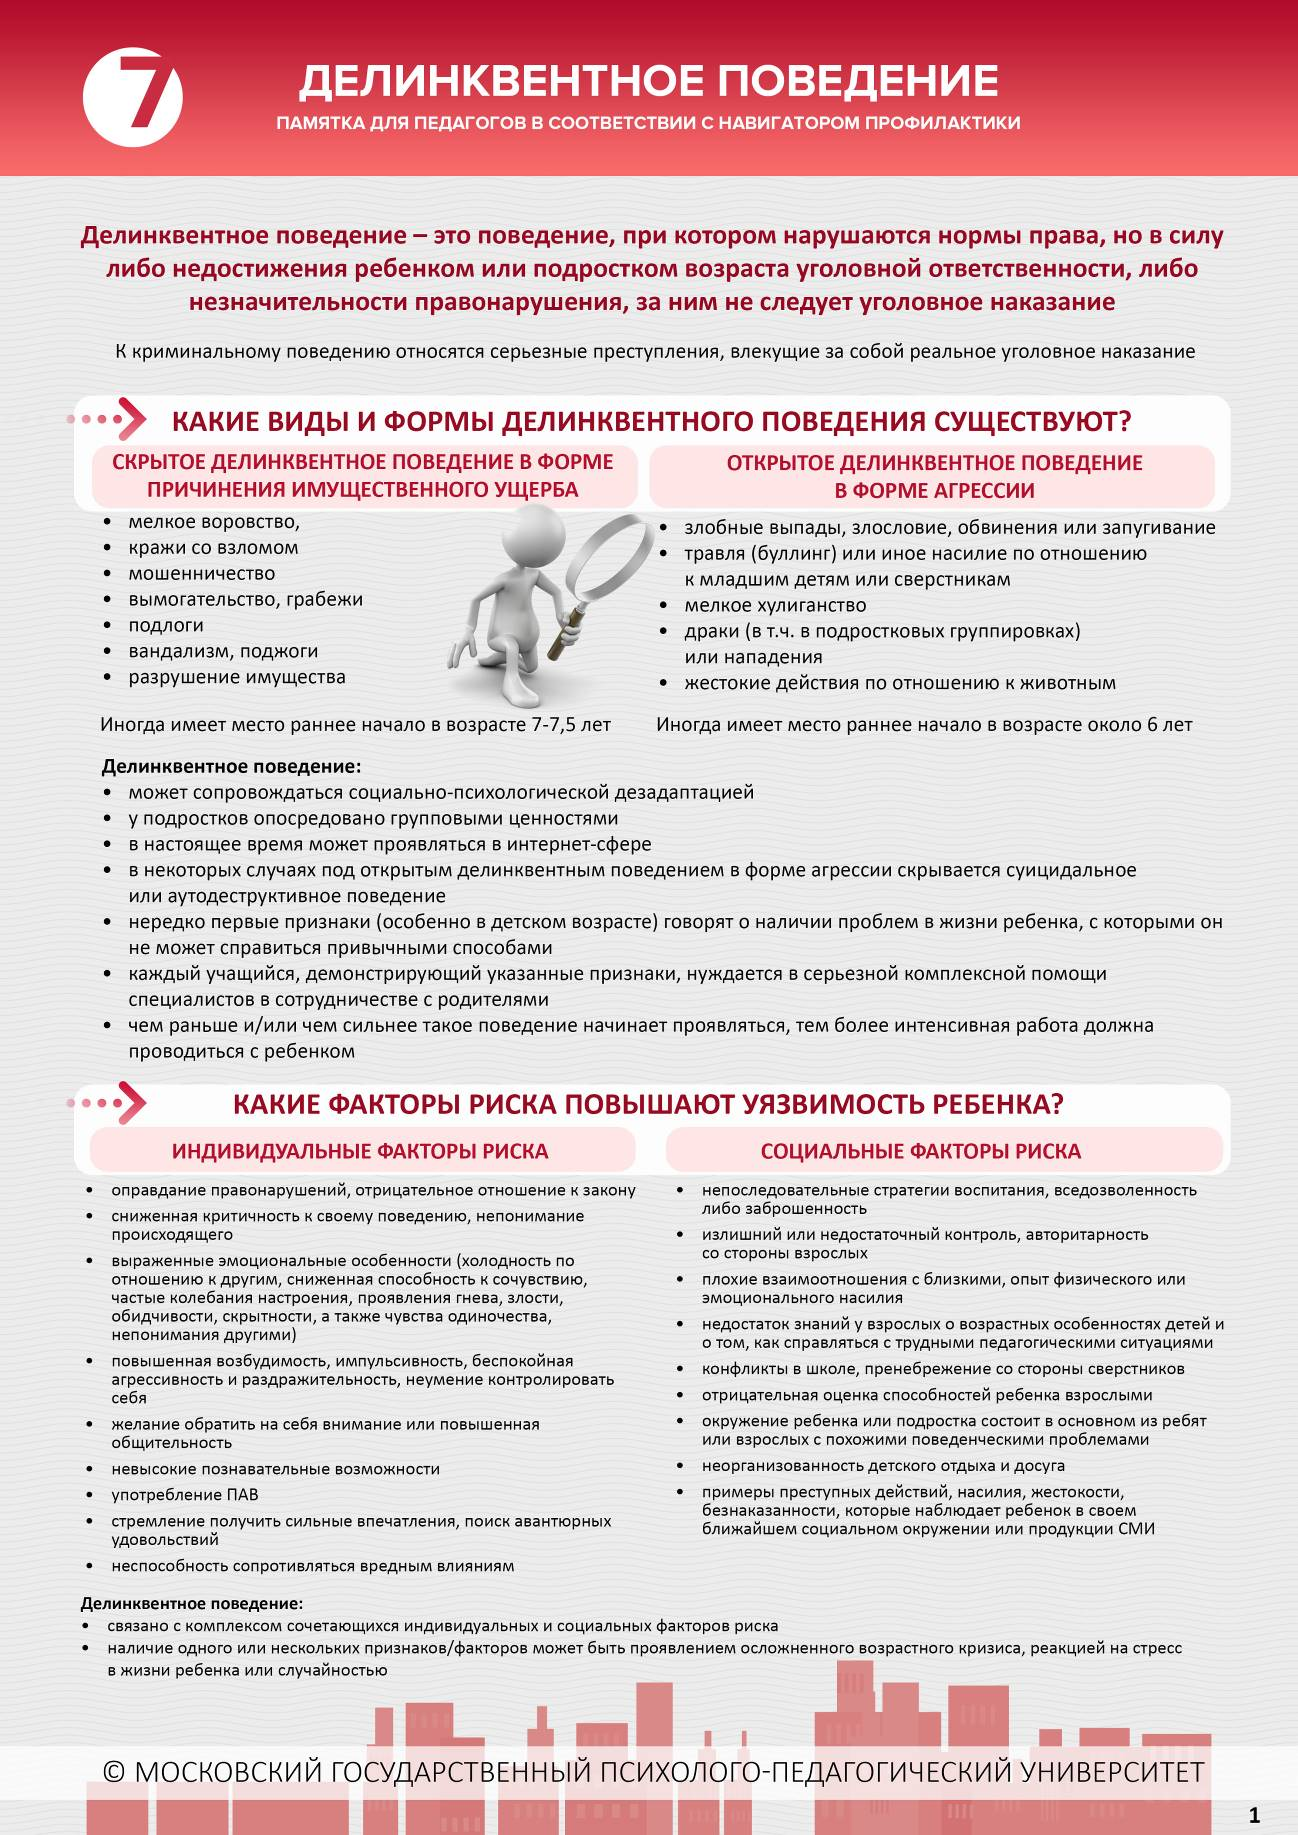 7
ДЕЛИНКВЕНТНОЕ ПОВЕДЕНИЕ
ПАМЯТКА ДЛЯ ПЕДАГОГОВ В СООТВЕТСТВИИ С НАВИГАТОРОМ ПРОФИЛАКТИКИ
Делинквентное поведение – это поведение, при котором нарушаются нормы права, но в силу
либо недостижения ребенком или подростком возраста уголовной ответственности, либо
незначительности правонарушения, за ним не следует уголовное наказание
К криминальному поведению относятся серьезные преступления, влекущие за собой реальное уголовное наказание
КАКИЕ ВИДЫ И ФОРМЫ ДЕЛИНКВЕНТНОГО ПОВЕДЕНИЯ СУЩЕСТВУЮТ?
СКРЫТОЕ ДЕЛИНКВЕНТНОЕ ПОВЕДЕНИЕ В ФОРМЕ
ПРИЧИНЕНИЯ ИМУЩЕСТВЕННОГО УЩЕРБА
• мелкое воровство,
• кражи со взломом
• мошенничество
• вымогательство, грабежи
• подлоги
• вандализм, поджоги
• разрушение имущества
Иногда имеет место раннее начало в возрасте 7-7,5 лет
ОТКРЫТОЕ ДЕЛИНКВЕНТНОЕ ПОВЕДЕНИЕ
В ФОРМЕ АГРЕССИИ
• злобные выпады, злословие, обвинения или запугивание
• травля (буллинг) или иное насилие по отношению
к младшим детям или сверстникам
• мелкое хулиганство
• драки (в т.ч. в подростковых группировках)
или нападения
• жестокие действия по отношению к животным
Иногда имеет место раннее начало в возрасте около 6 лет
Делинквентное поведение:
• может сопровождаться социально-психологической дезадаптацией
• у подростков опосредовано групповыми ценностями
• в настоящее время может проявляться в интернет-сфере
• в некоторых случаях под открытым делинквентным поведением в форме агрессии скрывается суицидальное
или аутодеструктивное поведение
• нередко первые признаки (особенно в детском возрасте) говорят о наличии проблем в жизни ребенка, с которыми он
не может справиться привычными способами
• каждый учащийся, демонстрирующий указанные признаки, нуждается в серьезной комплексной помощи
специалистов в сотрудничестве с родителями
• чем раньше и/или чем сильнее такое поведение начинает проявляться, тем более интенсивная работа должна
проводиться с ребенком
КАКИЕ ФАКТОРЫ РИСКА ПОВЫШАЮТ УЯЗВИМОСТЬ РЕБЕНКА?
ИНДИВИДУАЛЬНЫЕ ФАКТОРЫ РИСКА
• оправдание правонарушений, отрицательное отношение к закону
• сниженная критичность к своему поведению, непонимание
происходящего
• выраженные эмоциональные особенности (холодность по
отношению к другим, сниженная способность к сочувствию,
частые колебания настроения, проявления гнева, злости,
обидчивости, скрытности, а также чувства одиночества,
непонимания другими)
• повышенная возбудимость, импульсивность, беспокойная
агрессивность и раздражительность, неумение контролировать
себя
• желание обратить на себя внимание или повышенная
общительность
• невысокие познавательные возможности
• употребление ПАВ
• стремление получить сильные впечатления, поиск авантюрных
удовольствий
• неспособность сопротивляться вредным влияниям
СОЦИАЛЬНЫЕ ФАКТОРЫ РИСКА
• непоследовательные стратегии воспитания, вседозволенность
либо заброшенность
• излишний или недостаточный контроль, авторитарность
со стороны взрослых
• плохие взаимоотношения с близкими, опыт физического или
эмоционального насилия
• недостаток знаний у взрослых о возрастных особенностях детей и
о том, как справляться с трудными педагогическими ситуациями
• конфликты в школе, пренебрежение со стороны сверстников
• отрицательная оценка способностей ребенка взрослыми
• окружение ребенка или подростка состоит в основном из ребят
или взрослых с похожими поведенческими проблемами
• неорганизованность детского отдыха и досуга
• примеры преступных действий, насилия, жестокости,
безнаказанности, которые наблюдает ребенок в своем
ближайшем социальном окружении или продукции СМИ
Делинквентное поведение:
• связано с комплексом сочетающихся индивидуальных и социальных факторов риска
• наличие одного или нескольких признаков/факторов может быть проявлением осложненного возрастного кризиса, реакцией на стресс
в жизни ребенка или случайностью
© МОСКОВСКИЙ ГОСУДАРСТВЕННЫЙ ПСИХОЛОГО-ПЕДАГОГИЧЕСКИЙ УНИВЕРСИТЕТ
1